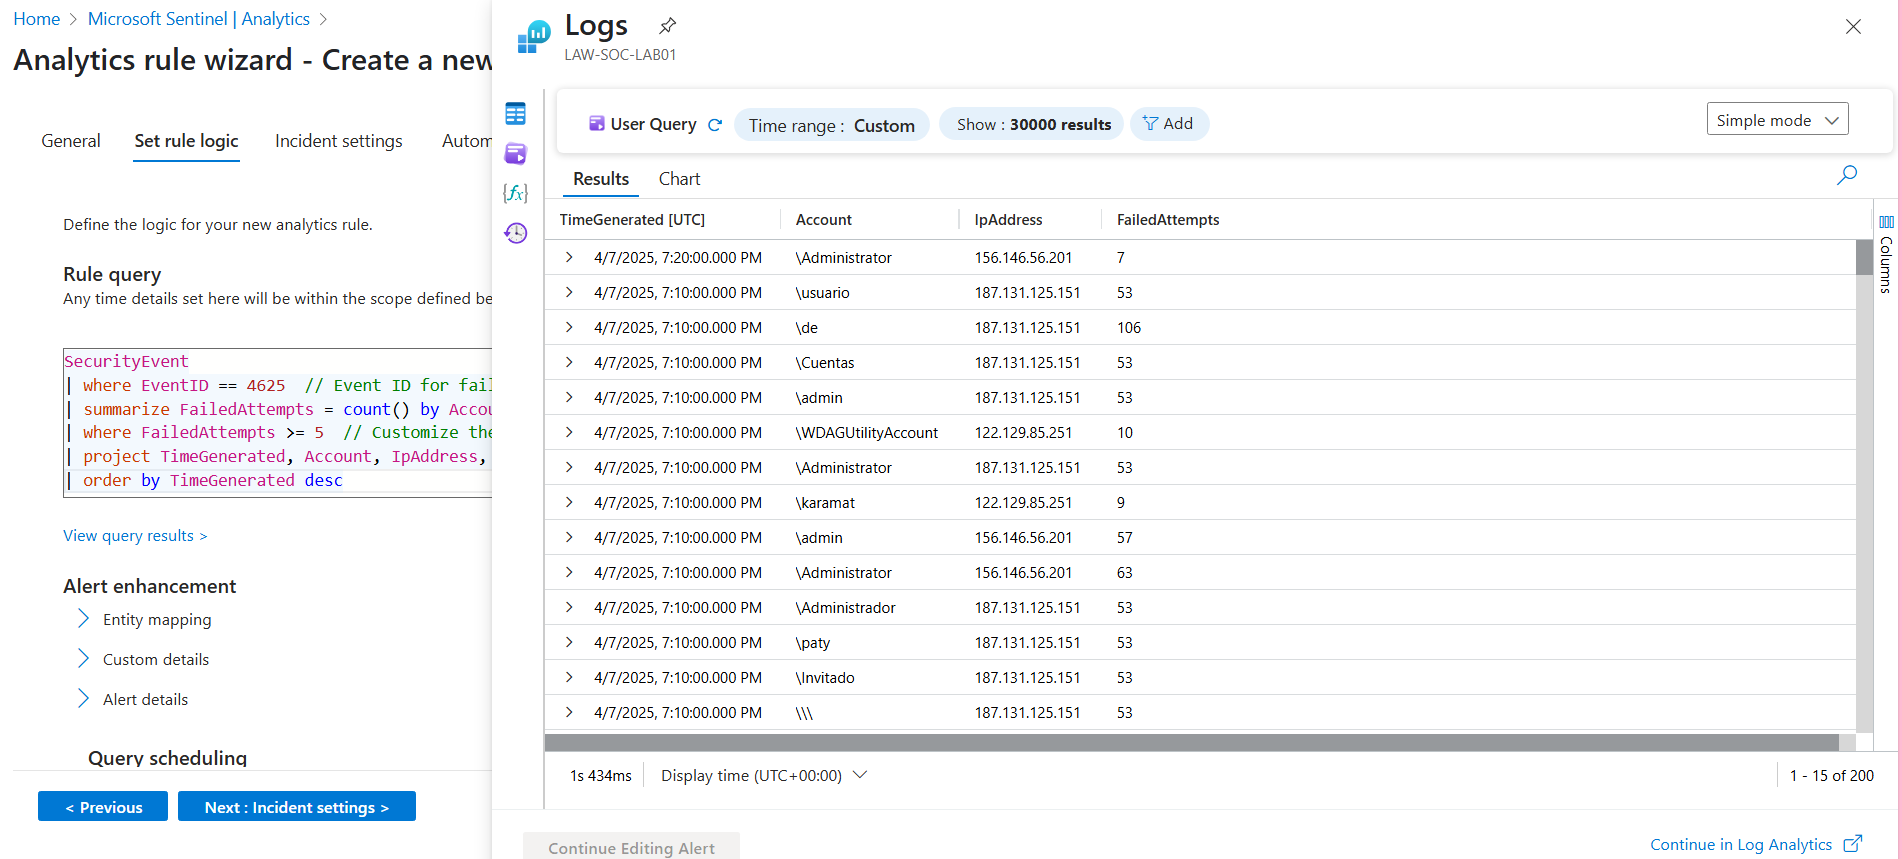 Home > Microsoft Sentinel | Analytics >
Analytics rule wizard - Create a new
General Set rule logic Incident settings Autom
Define the logic for your new analytics rule.
Rule query
Any time details set here will be within the scope defined be
SecurityEvent
| where EventID == 4625 // Event ID for fail
| summarize FailedAttempts = count() by Accou
| where FailedAttempts >= 5 // Customize the
| project TimeGenerated, Account, IpAddress,
| order by TimeGenerated desc
View query results >
Alert enhancement
Entity mapping
Custom details
Alert details
Query scheduling
< Previous Next : Incident settings >
Logs
LAW-SOC-LAB01
User Query Time range : Custom Show : 30000 results Add Simple mode
Results Chart
TimeGenerated [UTC] Account IpAddress FailedAttempts
4/7/2025, 7:20:00.000 PM \Administrator 156.146.56.201 7
4/7/2025, 7:10:00.000 PM \usuario 187.131.125.151 53
4/7/2025, 7:10:00.000 PM \de 187.131.125.151 106
4/7/2025, 7:10:00.000 PM \Cuentas 187.131.125.151 53
4/7/2025, 7:10:00.000 PM \admin 187.131.125.151 53
4/7/2025, 7:10:00.000 PM \WDAGUtilityAccount 122.129.85.251 10
4/7/2025, 7:10:00.000 PM \Administrator 187.131.125.151 53
4/7/2025, 7:10:00.000 PM \karamat 122.129.85.251 9
4/7/2025, 7:10:00.000 PM \admin 156.146.56.201 57
4/7/2025, 7:10:00.000 PM \Administrator 156.146.56.201 63
4/7/2025, 7:10:00.000 PM \Administrador 187.131.125.151 53
4/7/2025, 7:10:00.000 PM \paty 187.131.125.151 53
4/7/2025, 7:10:00.000 PM \Invitado 187.131.125.151 53
4/7/2025, 7:10:00.000 PM \\\ 187.131.125.151 53
Columns
1s 434ms Display time (UTC+00:00) 1 - 15 of 200
Continue Editing Alert Continue in Log Analytics
{fx}